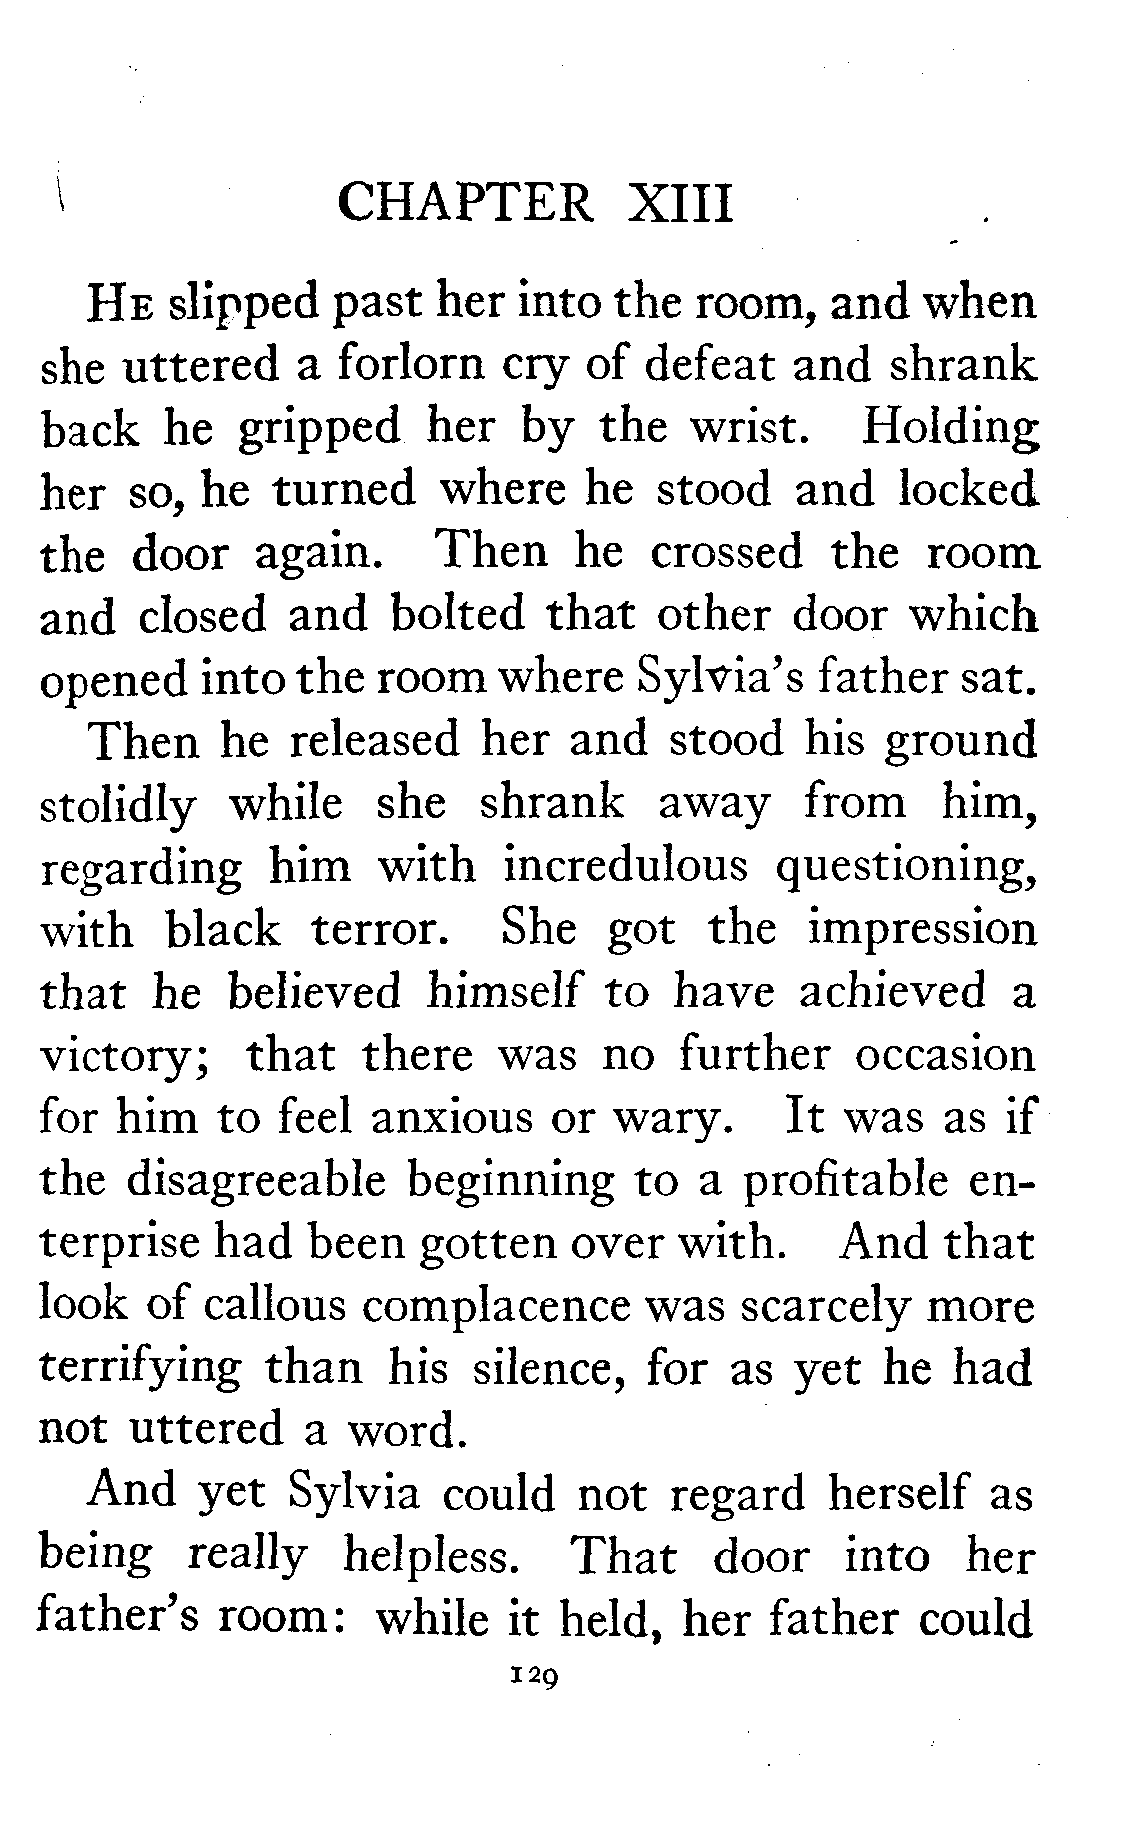 CHAPTER XIII
HE slipped past her into the room, and when
she uttered a forlorn cry of defeat and shrank
back he gripped her by the wrist. Holding
her so, he turned where he stood and locked
the door again. Then he crossed the room
and closed and bolted that other door which
opened into the room where Sylvia's father sat.
Then he released her and stood his ground
stolidly while she shrank away from him,
regarding him with incredulous questioning,
with black terror. She got the impression
that he believed himself to have achieved a
victory; that there was no further occasion
for him to feel anxious or wary. It was as if
the disagreeable beginning to a profitable en-
terprise had been gotten over with. And that
look of callous complacence was scarcely more
terrifying than his silence, for as yet he had
not uttered a word.
And yet Sylvia could not regard herself as
being really helpless. That door into her
father's room: while it held, her father could
129